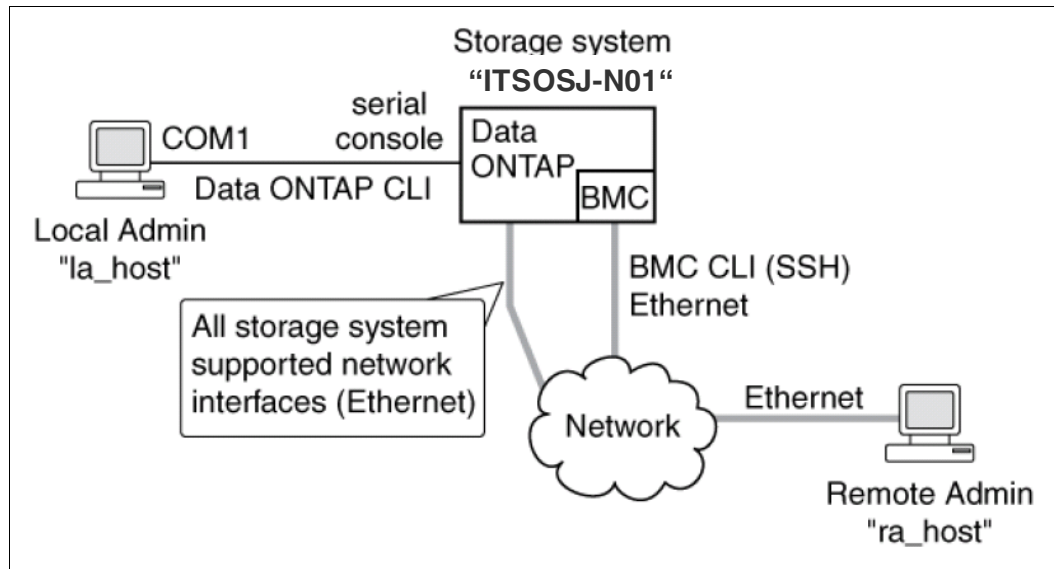 Storage system
“ITSOSJ-N01“
serial
console
COM1
Data ONTAP CLI
Data
ONTAP
BMC
Local Admin
"la_host"
BMC CLI (SSH)
Ethernet
All storage system
supported network
interfaces (Ethernet)
Network
Ethernet
Remote Admin
"ra_host"